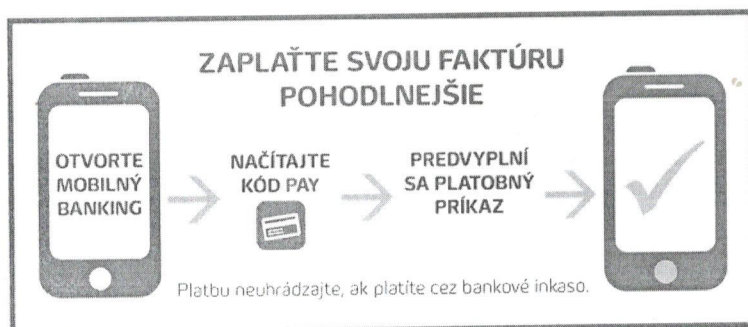 ZAPLAŤTE SVOJU FAKTÚRU
POHODLNEJŠIE
OTVORTE
MOBILNÝ
BANKING
NAČÍTAJTE
KÓD PAY
PREDVYPLNÍ
SA PLATOBNÝ
PRÍKAZ
Platbu neuhrádzajte, ak platíte cez bankové inkaso.